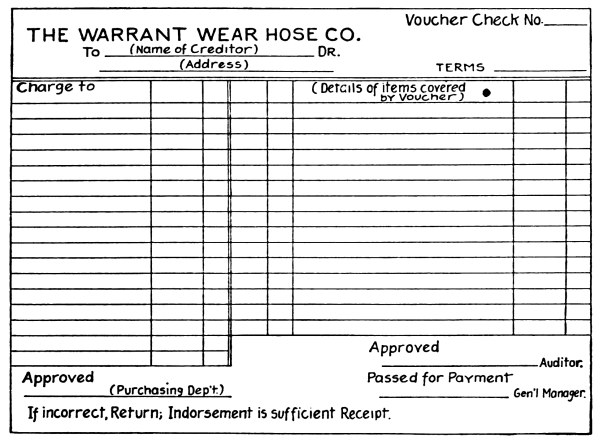 Voucher Check No.
THE WARRANT WEAR HOSE CO.
To (Name of Creditor) DR.
(Address)
TERMS
Charge to
(Details of items covered
by Voucher)
Approved
Auditor.
Approved
Passed for Payment
(Purchasing Dep't.)
Gen'l Manager.
If incorrect, Return; Indorsement is sufficient Receipt.